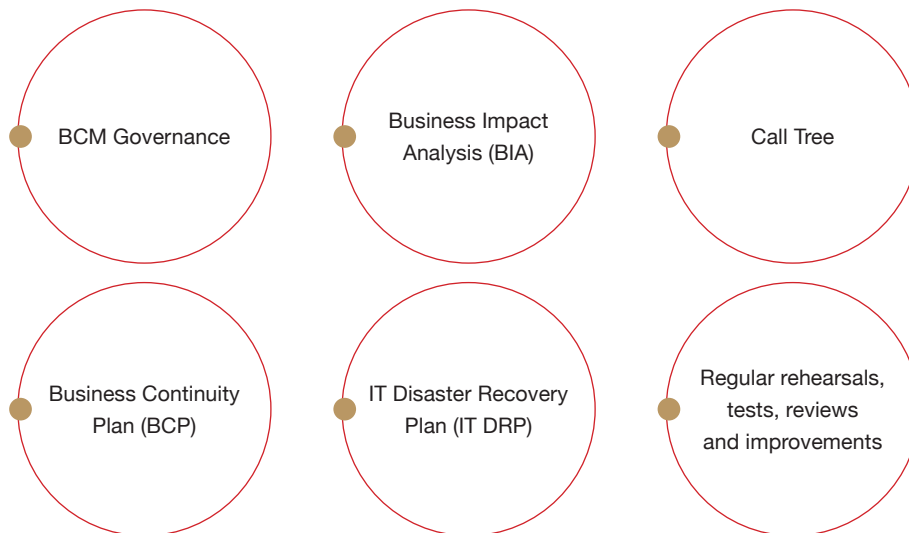 BCM Governance
Business Impact
Analysis (BIA)
Call Tree
Business Continuity
Plan (BCP)
IT Disaster Recovery
Plan (IT DRP)
Regular rehearsals,
tests, reviews
and improvements